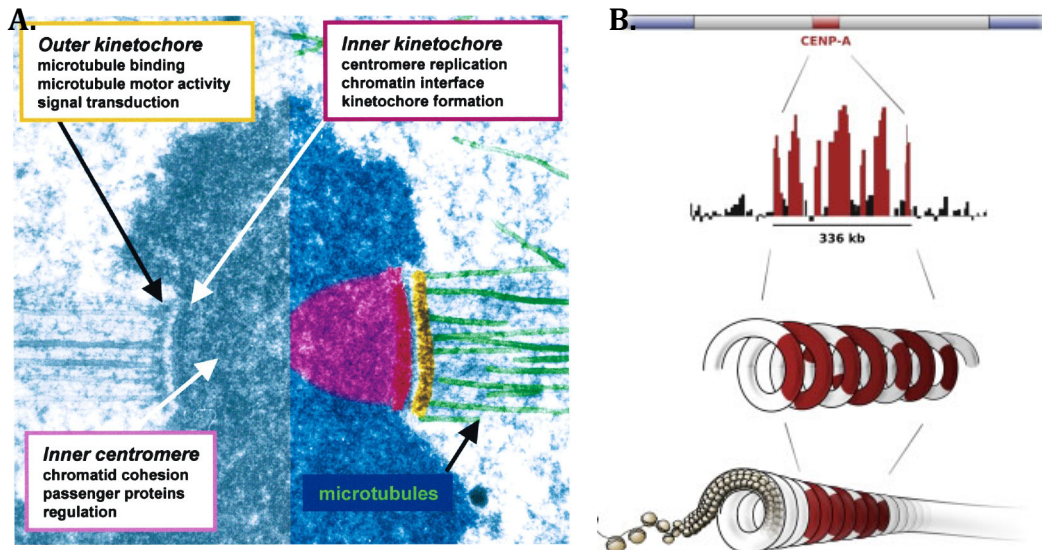 A.
Outer kinetochore
microtubule binding
microtubule motor activity
signal transduction
Inner kinetochore
centromere replication
chromatin interface
kinetochore formation
Inner centromere
chromatid cohesion
passenger proteins
regulation
microtubules
B.
CENP-A
336 kb